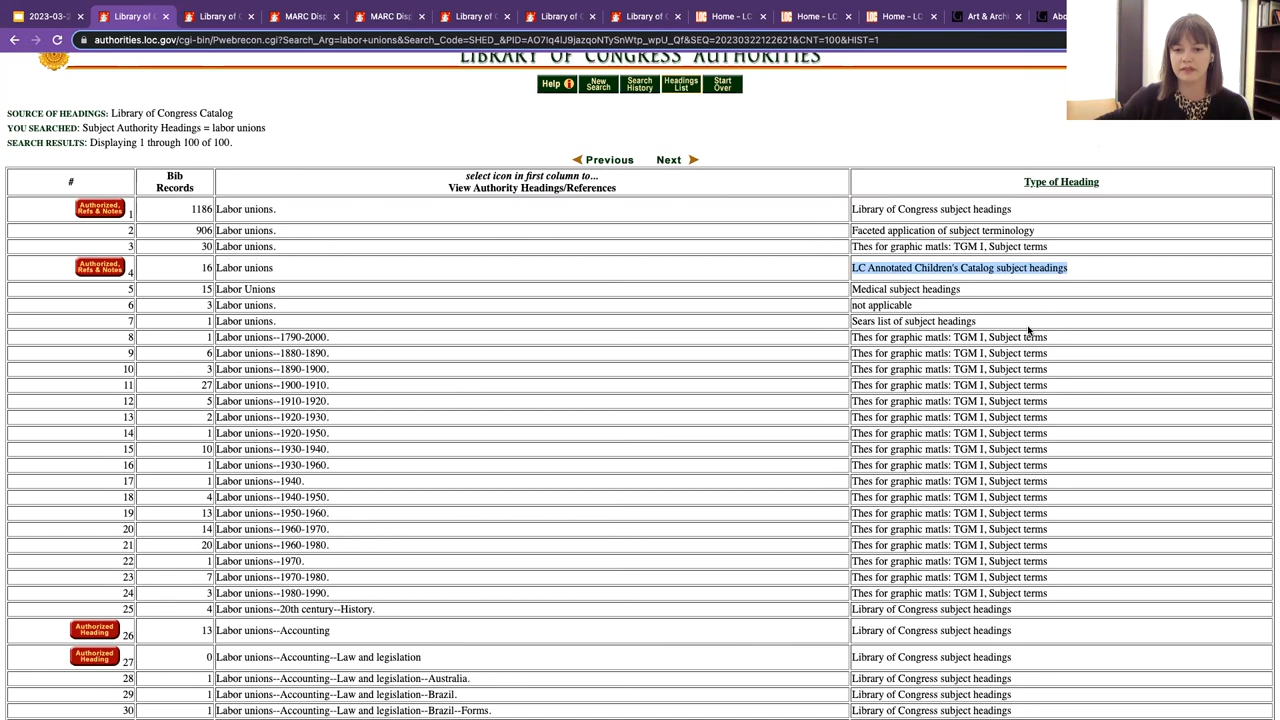 2023-03-2
Library of C
Library of C
MARC Disp
MARC Disp
Library of C
Library of C
Library of C
Home - LC
Home - LC
Home - LC
Art & Archi
Abo
authorities.loc.gov/cgi-bin/Pwebrecon.cgi?Search_Arg=labor+unions&Search_Code=SHED_&PID=AO7Iq4lJ9jazqoNTySnWtp_wpU_Qf&SEQ=20230322122621&CNT=100&HIST=1
LIBRARY OF CONGRESS AUTHORITIES
Help New Search Search History Headings List Start Over
SOURCE OF HEADINGS: Library of Congress Catalog
YOU SEARCHED: Subject Authority Headings = labor unions
SEARCH RESULTS: Displaying 1 through 100 of 100.
Previous Next
# Bib Records select icon in first column to... View Authority Headings/References Type of Heading
Authorized, Refs & Notes 1 1186 Labor unions. Library of Congress subject headings
2 906 Labor unions. Faceted application of subject terminology
3 30 Labor unions. Thes for graphic matls: TGM I, Subject terms
Authorized, Refs & Notes 4 16 Labor unions LC Annotated Children's Catalog subject headings
5 15 Labor Unions Medical subject headings
6 3 Labor unions. not applicable
7 1 Labor unions. Sears list of subject headings
8 1 Labor unions--1790-2000. Thes for graphic matls: TGM I, Subject terms
9 6 Labor unions--1880-1890. Thes for graphic matls: TGM I, Subject terms
10 3 Labor unions--1890-1900. Thes for graphic matls: TGM I, Subject terms
11 27 Labor unions--1900-1910. Thes for graphic matls: TGM I, Subject terms
12 5 Labor unions--1910-1920. Thes for graphic matls: TGM I, Subject terms
13 2 Labor unions--1920-1930. Thes for graphic matls: TGM I, Subject terms
14 1 Labor unions--1920-1950. Thes for graphic matls: TGM I, Subject terms
15 10 Labor unions--1930-1940. Thes for graphic matls: TGM I, Subject terms
16 1 Labor unions--1930-1960. Thes for graphic matls: TGM I, Subject terms
17 1 Labor unions--1940. Thes for graphic matls: TGM I, Subject terms
18 4 Labor unions--1940-1950. Thes for graphic matls: TGM I, Subject terms
19 13 Labor unions--1950-1960. Thes for graphic matls: TGM I, Subject terms
20 14 Labor unions--1960-1970. Thes for graphic matls: TGM I, Subject terms
21 20 Labor unions--1960-1980. Thes for graphic matls: TGM I, Subject terms
22 1 Labor unions--1970. Thes for graphic matls: TGM I, Subject terms
23 7 Labor unions--1970-1980. Thes for graphic matls: TGM I, Subject terms
24 3 Labor unions--1980-1990. Thes for graphic matls: TGM I, Subject terms
25 4 Labor unions--20th century--History. Library of Congress subject headings
Authorized Heading 26 13 Labor unions--Accounting Library of Congress subject headings
Authorized Heading 27 0 Labor unions--Accounting--Law and legislation Library of Congress subject headings
28 1 Labor unions--Accounting--Law and legislation--Australia. Library of Congress subject headings
29 1 Labor unions--Accounting--Law and legislation--Brazil. Library of Congress subject headings
30 1 Labor unions--Accounting--Law and legislation--Brazil--Forms. Library of Congress subject headings